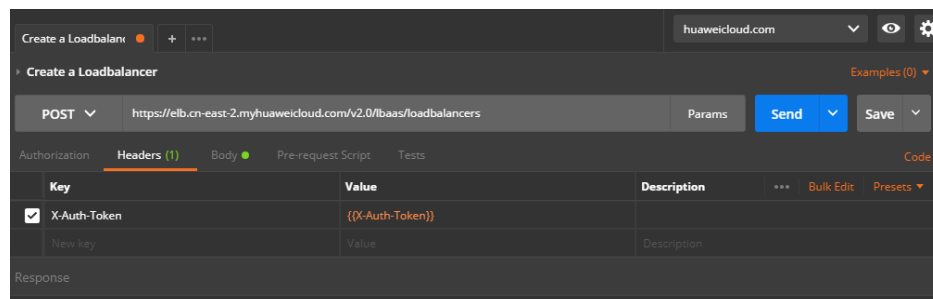 Create a Loadbalanc + ••• huaweicloud.com
Create a Loadbalancer Examples (0)
POST https://elb.cn-east-2.myhuaweicloud.com/v2.0/lbaas/loadbalancers Params Send Save
Authorization Headers (1) Body Pre-request Script Tests Code
Key Value Description ••• Bulk Edit Presets
X-Auth-Token {{X-Auth-Token}}
New key Value Description
Response